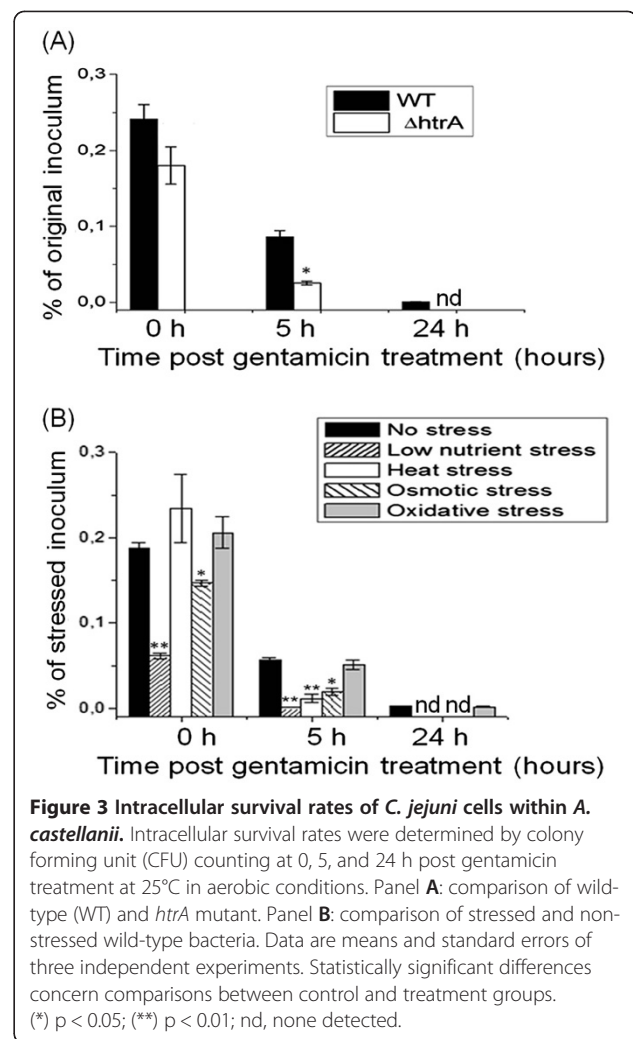 (A)
0,3
0,2
0,1
0,0
% of original inoculum
WT
ΔhtrA
*
nd
0 h 5 h 24 h
Time post gentamicin treatment (hours)
(B)
0,3
0,2
0,1
0,0
% of stressed inoculum
No stress
Low nutrient stress
Heat stress
Osmotic stress
Oxidative stress
** *
** ** *
nd nd
0 h 5 h 24 h
Time post gentamicin treatment (hours)
Figure 3 Intracellular survival rates of C. jejuni cells within A.
castellanii. Intracellular survival rates were determined by colony
forming unit (CFU) counting at 0, 5, and 24 h post gentamicin
treatment at 25°C in aerobic conditions. Panel A: comparison of wild-
type (WT) and htrA mutant. Panel B: comparison of stressed and non-
stressed wild-type bacteria. Data are means and standard errors of
three independent experiments. Statistically significant differences
concern comparisons between control and treatment groups.
(*) p < 0.05; (**) p < 0.01; nd, none detected.